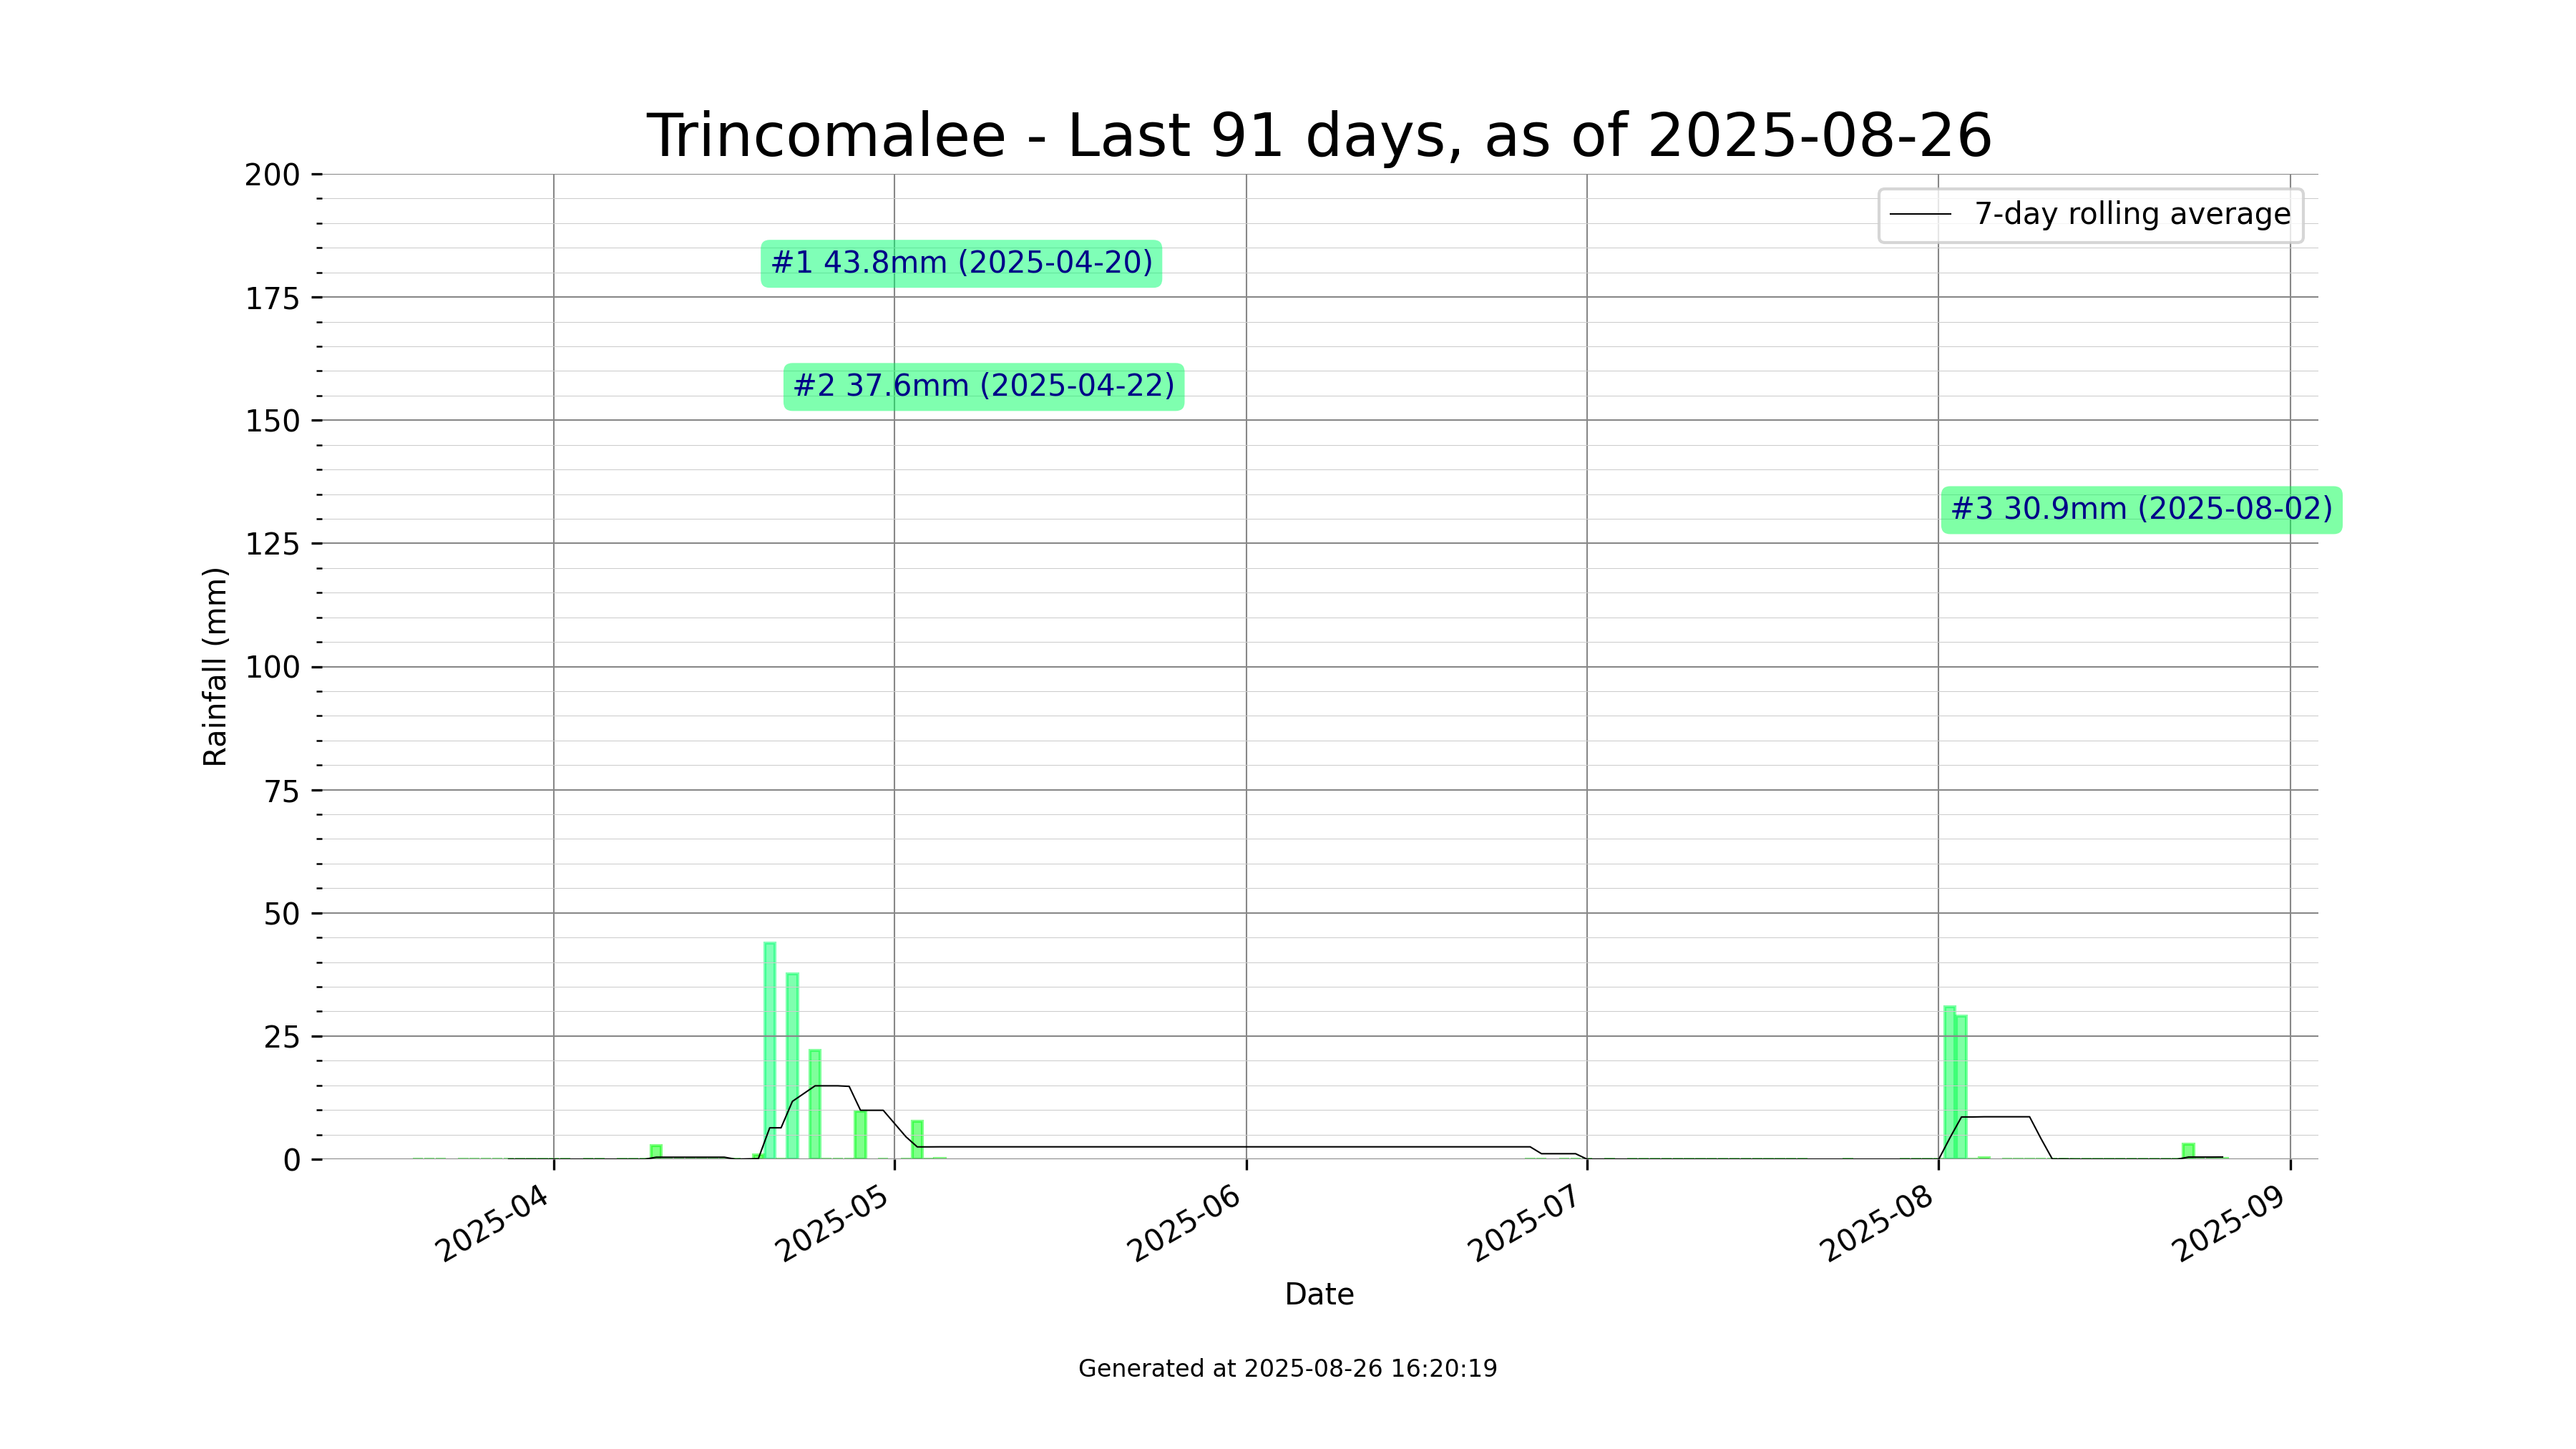 Trincomalee - Last 91 days, as of 2025-08-26
200
175
150
125
100
75
50
25
0
Rainfall (mm)
7-day rolling average
#1 43.8mm (2025-04-20)
#2 37.6mm (2025-04-22)
#3 30.9mm (2025-08-02)
2025-04
2025-05
2025-06
2025-07
2025-08
2025-09
Date
Generated at 2025-08-26 16:20:19